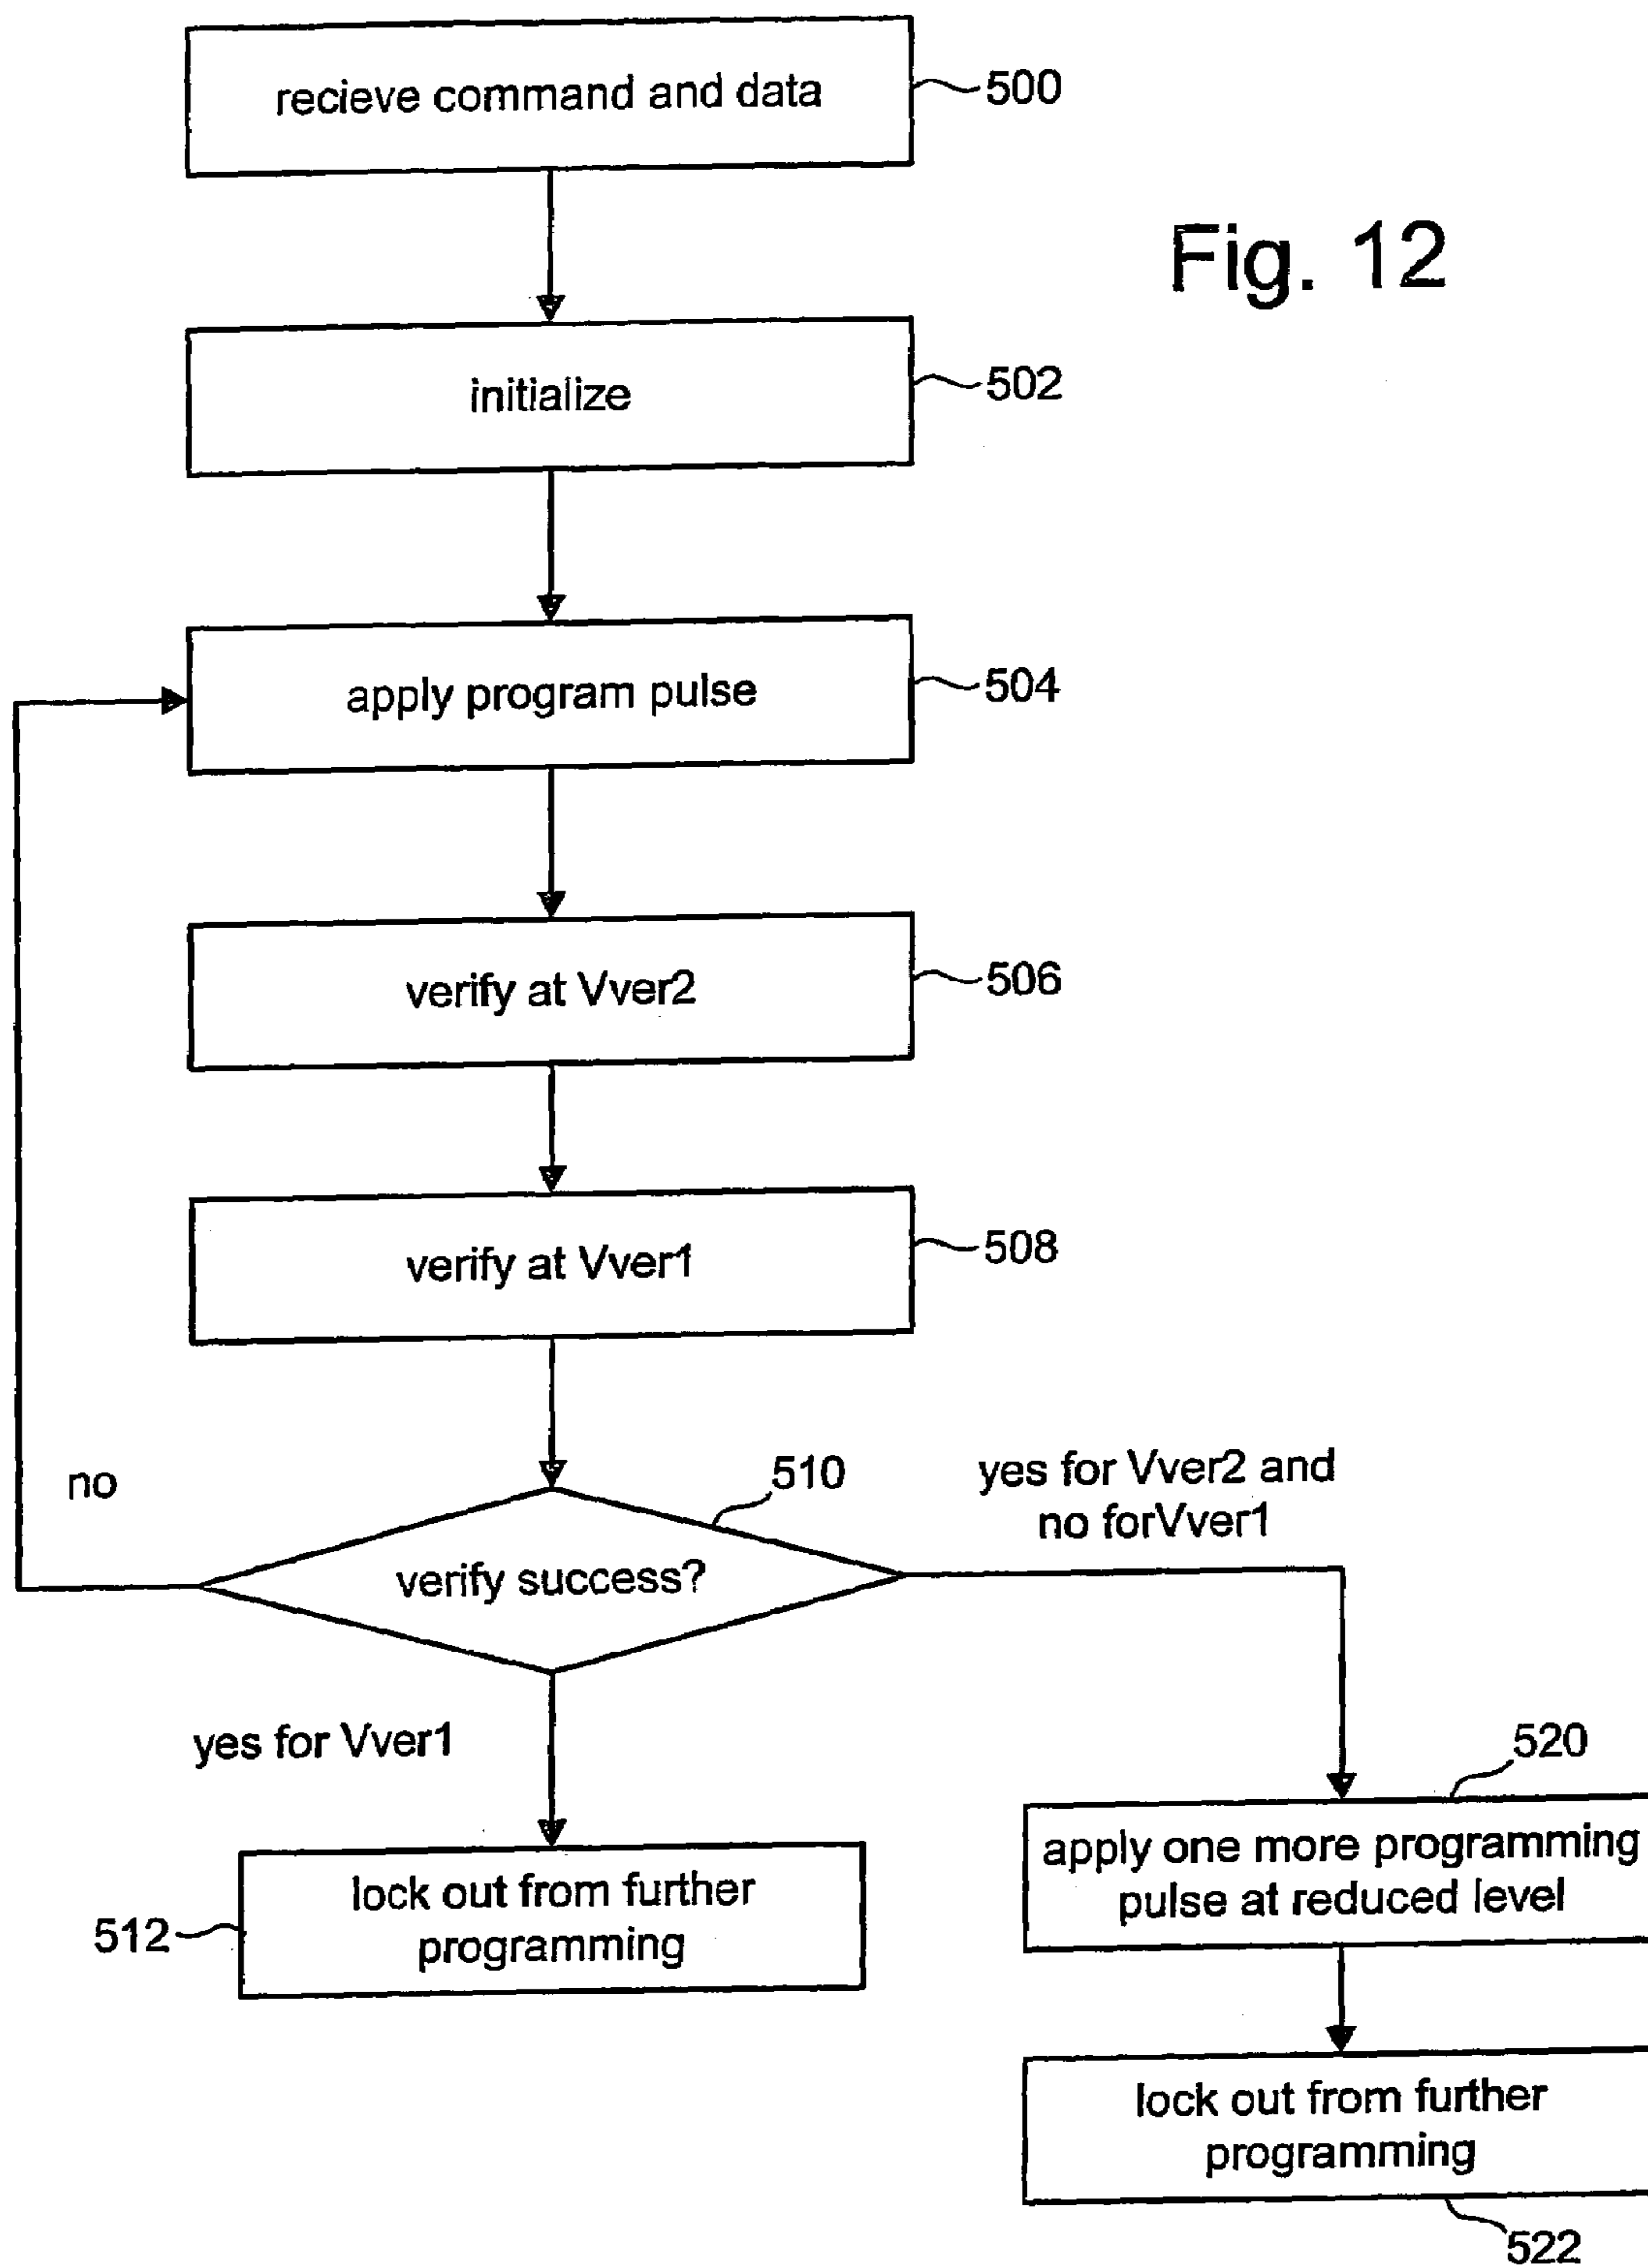 recieve command and data
500
Fig. 12
initialize
502
apply program pulse
504
verify at Vver2
506
verify at Vver1
508
no
510
yes for Vver2 and
no forVver1
verify success?
yes for Vver1
520
apply one more programming
pulse at reduced level
lock out from further
programming
512
lock out from further
programming
522